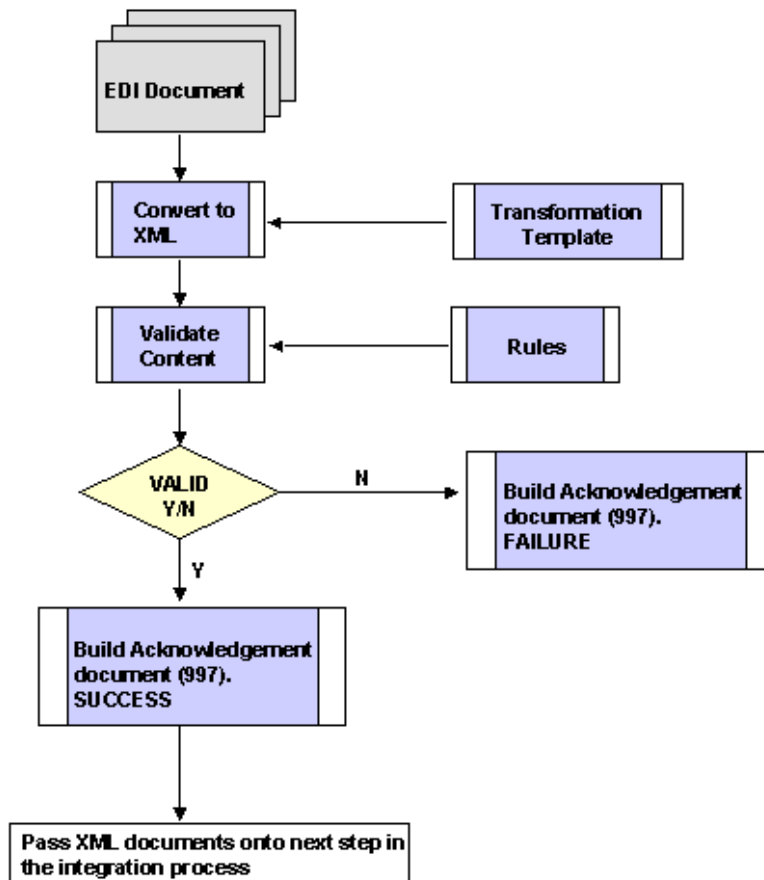 EDI Document
Convert to
XML
Transformation
Template
Validate
Content
Rules
VALID
Y/N
N
Build Acknowledgement
document (997).
FAILURE
Y
Build Acknowledgement
document (997).
SUCCESS
Pass XML documents onto next step in
the integration process